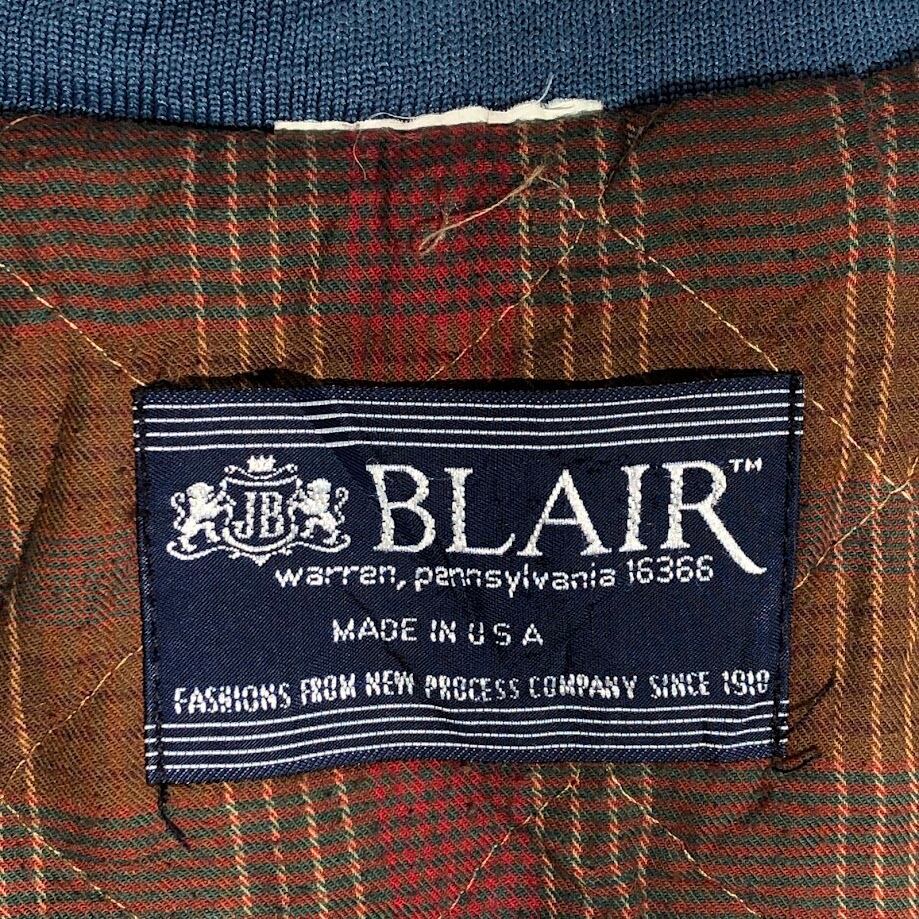 JB BLAIR™
warren, pennsylvania 16366
MADE IN USA
FASHIONS FROM NEW PROCESS COMPANY SINCE 1910